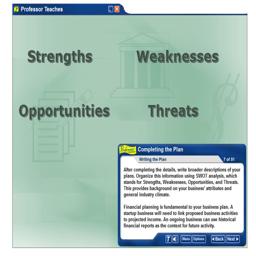 Professor Teaches
Strengths Weaknesses
Opportunities Threats
Completing the Plan
Writing the Plan 7 of 51
After completing the details, write broader descriptions of your
plans. Organize this information using SWOT analysis, which
stands for Strengths, Weaknesses, Opportunities, and Threats.
This provides background on your business' attributes and
general industry climate.
Financial planning is fundamental to your business plan. A
startup business will need to link proposed business activities
to projected income. An ongoing business can use historical
financial reports as the context for future activity.
Menu Options Back Next